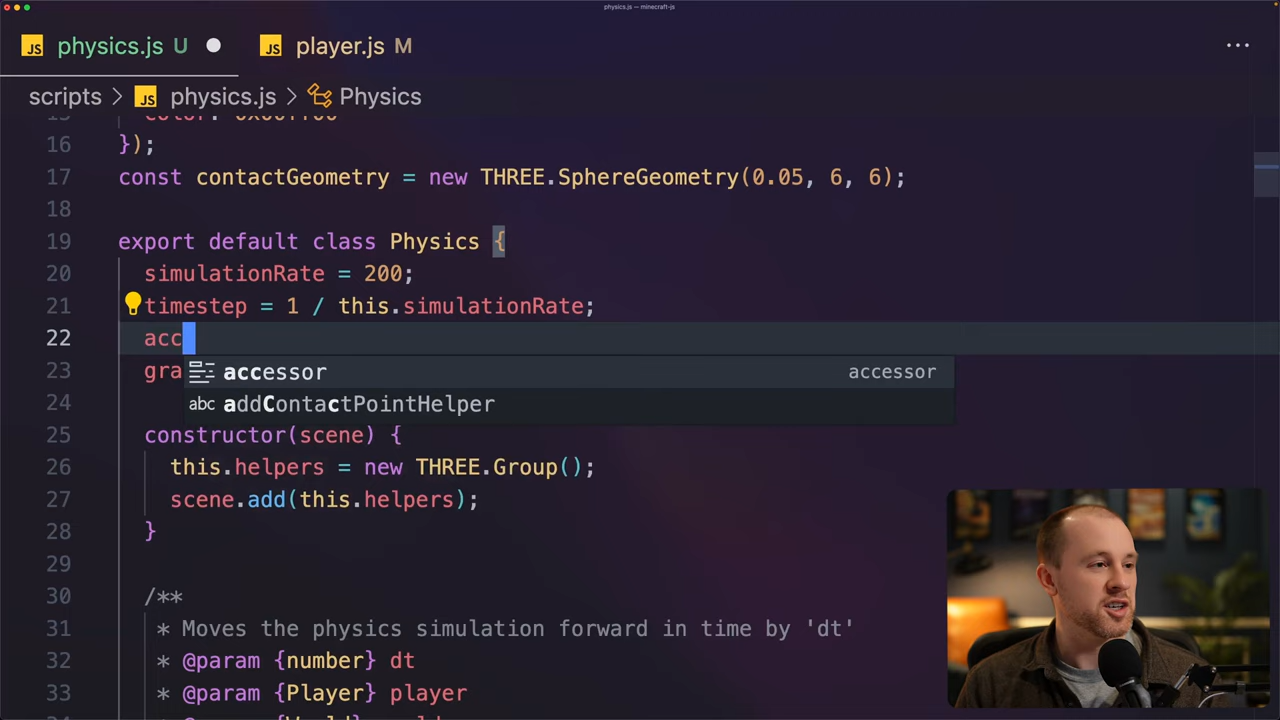 physics.js — minecraft-js
JS physics.js U JS player.js M
scripts > JS physics.js > Physics
16 });
17 const contactGeometry = new THREE.SphereGeometry(0.05, 6, 6);
18
19 export default class Physics {
20 simulationRate = 200;
21 timestep = 1 / this.simulationRate;
22 acc
accessor accessor
23 gra
abc addContactPointHelper
24
25 constructor(scene) {
26 this.helpers = new THREE.Group();
27 scene.add(this.helpers);
28 }
29
30 /**
31 * Moves the physics simulation forward in time by 'dt'
32 * @param {number} dt
33 * @param {Player} player